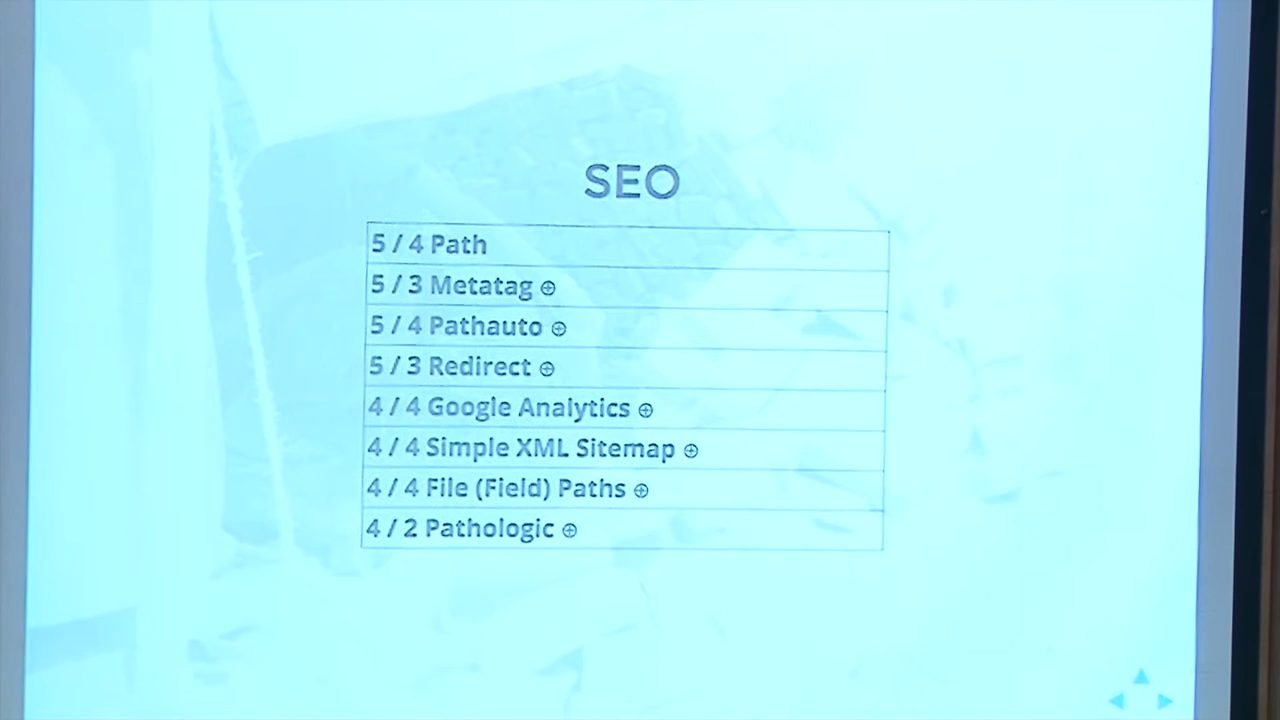 SEO
5 / 4 Path
5 / 3 Metatag ⊕
5 / 4 Pathauto ⊕
5 / 3 Redirect ⊕
4 / 4 Google Analytics ⊕
4 / 4 Simple XML Sitemap ⊕
4 / 4 File (Field) Paths ⊕
4 / 2 Pathologic ⊕